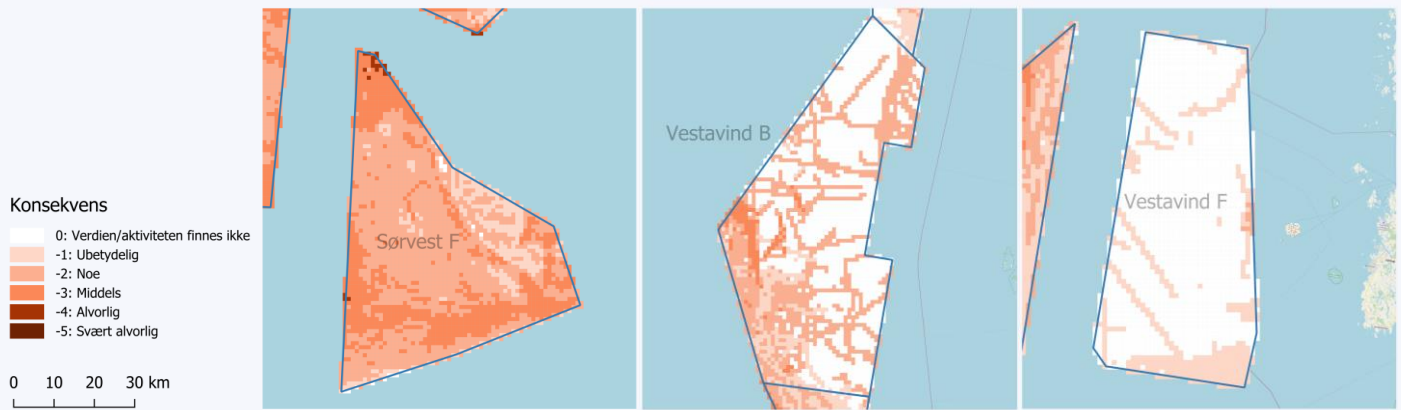 Konsekvens
0: Verdien/aktiviteten finnes ikke
-1: Ubetydelig
-2: Noe
-3: Middels
-4: Alvorlig
-5: Svært alvorlig
0 10 20 30 km
Sørvest F
Vestavind B
Vestavind F